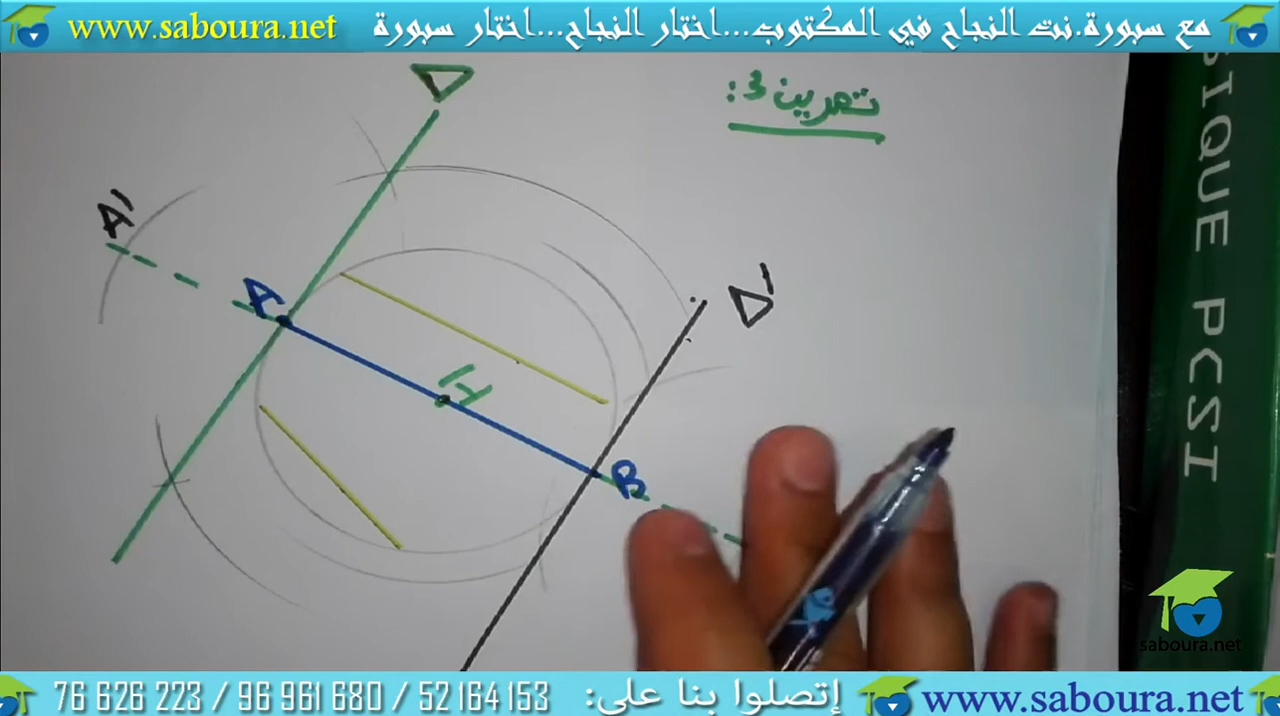 www.saboura.net مع سبورة.نت النجاح في المكتوب...اختار النجاح...اختار سبورة
تمرين 3:
Δ
A'
A
H
Δ'
B
SIQUE PCSI
saboura.net
76 626 223 / 96 961 680 / 52 164 153 إتصلوا بنا على: www.saboura.net